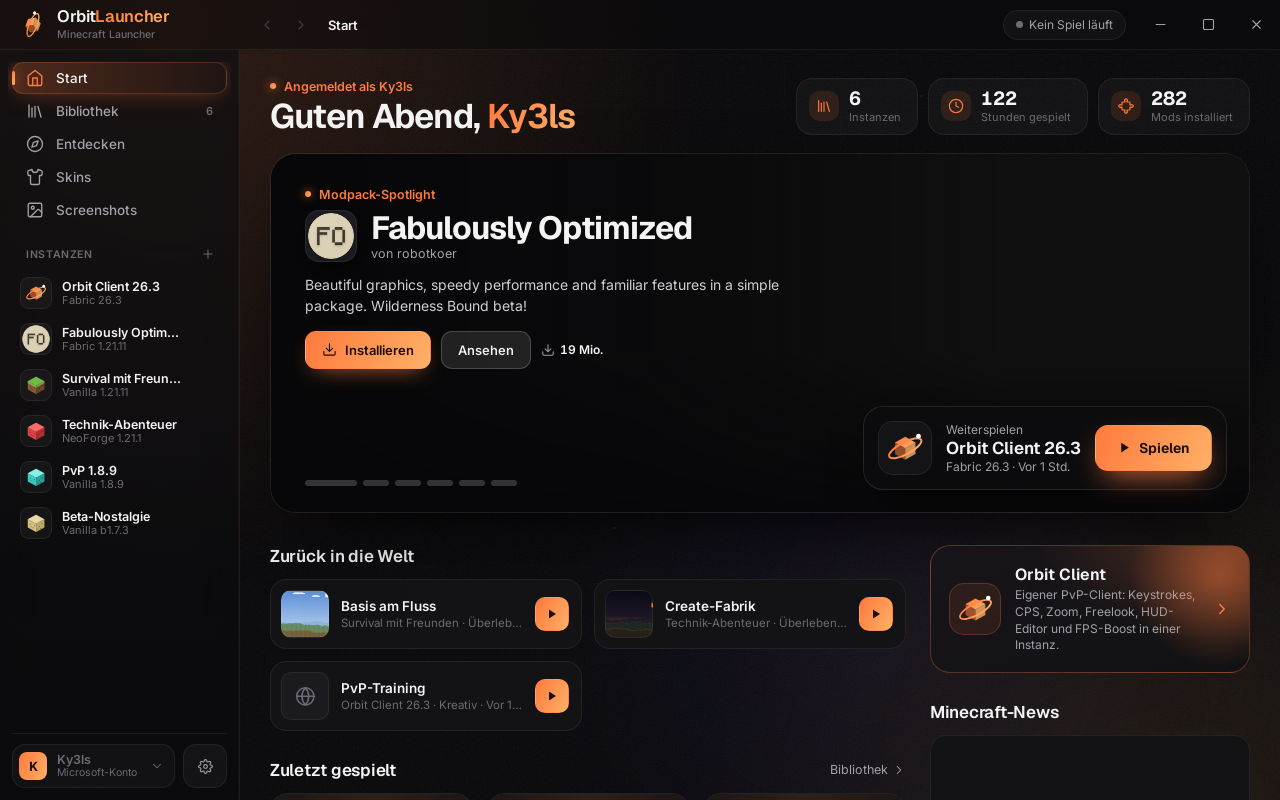 OrbitLauncher
Minecraft Launcher
Start
Kein Spiel läuft
Start
Bibliothek 6
Entdecken
Skins
Screenshots
INSTANZEN
Orbit Client 26.3
Fabric 26.3
Fabulously Optim...
Fabric 1.21.11
Survival mit Freun...
Vanilla 1.21.11
Technik-Abenteuer
NeoForge 1.21.1
PvP 1.8.9
Vanilla 1.8.9
Beta-Nostalgie
Vanilla b1.7.3
K
Ky3ls
Microsoft-Konto
Angemeldet als Ky3ls
Guten Abend, Ky3ls
6
Instanzen
122
Stunden gespielt
282
Mods installiert
Modpack-Spotlight
FO
Fabulously Optimized
von robotkoer
Beautiful graphics, speedy performance and familiar features in a simple
package. Wilderness Bound beta!
Installieren
Ansehen
19 Mio.
Weiterspielen
Orbit Client 26.3
Fabric 26.3 · Vor 1 Std.
Spielen
Zurück in die Welt
Basis am Fluss
Survival mit Freunden · Überleb...
Create-Fabrik
Technik-Abenteuer · Überleben...
PvP-Training
Orbit Client 26.3 · Kreativ · Vor 1...
Orbit Client
Eigener PvP-Client: Keystrokes,
CPS, Zoom, Freelook, HUD-
Editor und FPS-Boost in einer
Instanz.
Minecraft-News
Zuletzt gespielt
Bibliothek